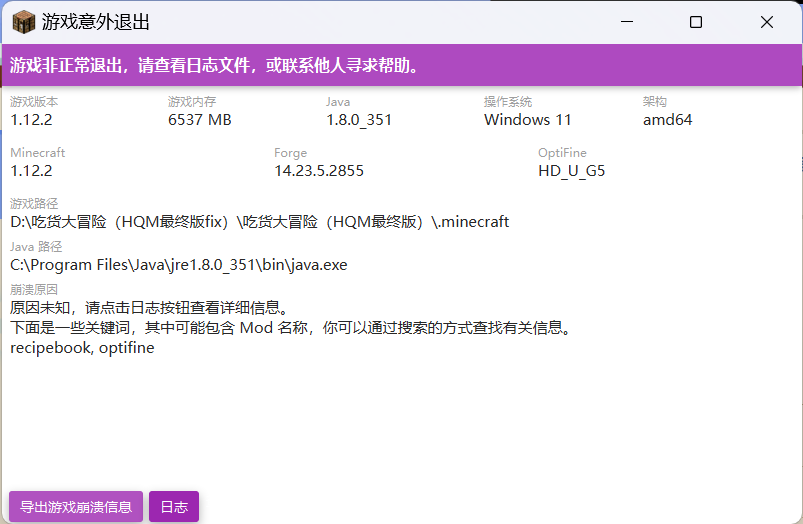 游戏意外退出
游戏非正常退出，请查看日志文件，或联系他人寻求帮助。
游戏版本 游戏内存 Java 操作系统 架构
1.12.2 6537 MB 1.8.0_351 Windows 11 amd64
Minecraft Forge OptiFine
1.12.2 14.23.5.2855 HD_U_G5
游戏路径
D:\吃货大冒险（HQM最终版fix）\吃货大冒险（HQM最终版）\.minecraft
Java 路径
C:\Program Files\Java\jre1.8.0_351\bin\java.exe
崩溃原因
原因未知，请点击日志按钮查看详细信息。
下面是一些关键词，其中可能包含 Mod 名称，你可以通过搜索的方式查找有关信息。
recipebook, optifine
导出游戏崩溃信息 日志